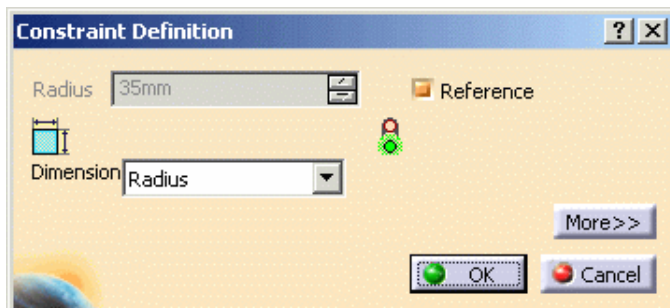 Constraint Definition
Radius 35mm Reference
Dimension Radius
More>>
OK Cancel